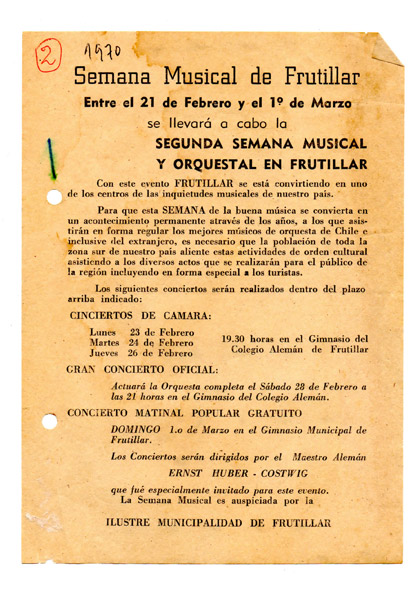 2
1970
Semana Musical de Frutillar
Entre el 21 de Febrero y el 1º de Marzo
se llevará a cabo la
SEGUNDA SEMANA MUSICAL
Y ORQUESTAL EN FRUTILLAR
Con este evento FRUTILLAR se está convirtiendo en uno
de los centros de las inquietudes musicales de nuestro país.
Para que esta SEMANA de la buena música se convierta en
un acontecimiento permanente através de los años, a los que asis-
tirán en forma regular los mejores músicos de orquesta de Chile e
inclusive del extranjero, es necesario que la población de toda la
zona sur de nuestro país aliente estas actividades de orden cultural
asistiendo a los diversos actos que se realizarán para el público de
la región incluyendo en forma especial a los turistas.
Los siguientes conciertos serán realizados dentro del plazo
arriba indicado:
CINCIERTOS DE CAMARA:
Lunes 23 de Febrero
Martes 24 de Febrero
Jueves 26 de Febrero
19.30 horas en el Gimnasio del
Colegio Alemán de Frutillar
GRAN CONCIERTO OFICIAL:
Actuará la Orquesta completa el Sábado 28 de Febrero a
las 21 horas en el Gimnasio del Colegio Alemán.
CONCIERTO MATINAL POPULAR GRATUITO
DOMINGO 1.o de Marzo en el Gimnasio Municipal de
Frutillar.
Los Conciertos serán dirigidos por el Maestro Alemán
ERNST HUBER - COSTWIG
que fué especialmente invitado para este evento.
La Semana Musical es auspiciada por la
ILUSTRE MUNICIPALIDAD DE FRUTILLAR